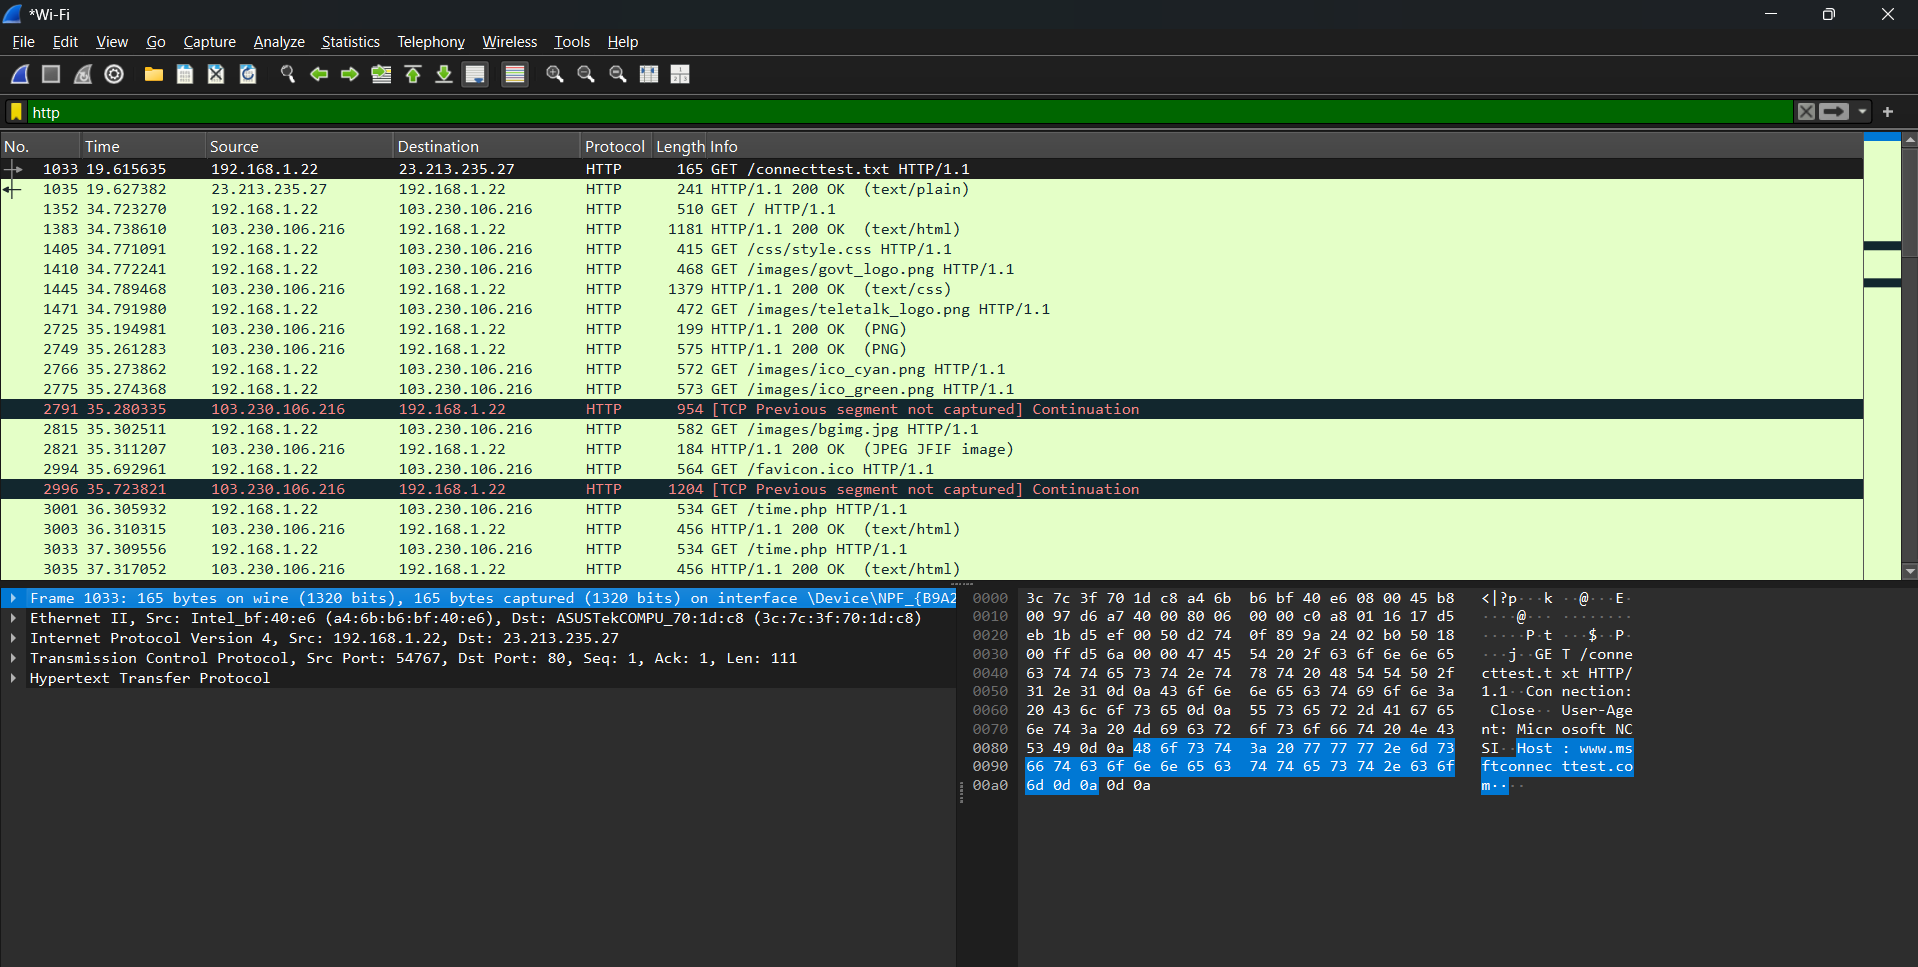 *Wi-Fi
File Edit View Go Capture Analyze Statistics Telephony Wireless Tools Help
http
No. Time Source Destination Protocol Length Info
1033 19.615635 192.168.1.22 23.213.235.27 HTTP 165 GET /connecttest.txt HTTP/1.1
1035 19.627382 23.213.235.27 192.168.1.22 HTTP 241 HTTP/1.1 200 OK (text/plain)
1352 34.723270 192.168.1.22 103.230.106.216 HTTP 510 GET / HTTP/1.1
1383 34.738610 103.230.106.216 192.168.1.22 HTTP 1181 HTTP/1.1 200 OK (text/html)
1405 34.771091 192.168.1.22 103.230.106.216 HTTP 415 GET /css/style.css HTTP/1.1
1410 34.772241 192.168.1.22 103.230.106.216 HTTP 468 GET /images/govt_logo.png HTTP/1.1
1445 34.789468 103.230.106.216 192.168.1.22 HTTP 1379 HTTP/1.1 200 OK (text/css)
1471 34.791980 192.168.1.22 103.230.106.216 HTTP 472 GET /images/teletalk_logo.png HTTP/1.1
2725 35.194981 103.230.106.216 192.168.1.22 HTTP 199 HTTP/1.1 200 OK (PNG)
2749 35.261283 103.230.106.216 192.168.1.22 HTTP 575 HTTP/1.1 200 OK (PNG)
2766 35.273862 192.168.1.22 103.230.106.216 HTTP 572 GET /images/ico_cyan.png HTTP/1.1
2775 35.274368 192.168.1.22 103.230.106.216 HTTP 573 GET /images/ico_green.png HTTP/1.1
2791 35.280335 103.230.106.216 192.168.1.22 HTTP 954 [TCP Previous segment not captured] Continuation
2815 35.302511 192.168.1.22 103.230.106.216 HTTP 582 GET /images/bgimg.jpg HTTP/1.1
2821 35.311207 103.230.106.216 192.168.1.22 HTTP 184 HTTP/1.1 200 OK (JPEG JFIF image)
2994 35.692961 192.168.1.22 103.230.106.216 HTTP 564 GET /favicon.ico HTTP/1.1
2996 35.723821 103.230.106.216 192.168.1.22 HTTP 1204 [TCP Previous segment not captured] Continuation
3001 36.305932 192.168.1.22 103.230.106.216 HTTP 534 GET /time.php HTTP/1.1
3003 36.310315 103.230.106.216 192.168.1.22 HTTP 456 HTTP/1.1 200 OK (text/html)
3033 37.309556 192.168.1.22 103.230.106.216 HTTP 534 GET /time.php HTTP/1.1
3035 37.317052 103.230.106.216 192.168.1.22 HTTP 456 HTTP/1.1 200 OK (text/html)
Frame 1033: 165 bytes on wire (1320 bits), 165 bytes captured (1320 bits) on interface \Device\NPF_{B9A2
Ethernet II, Src: Intel_bf:40:e6 (a4:6b:b6:bf:40:e6), Dst: ASUSTekCOMPU_70:1d:c8 (3c:7c:3f:70:1d:c8)
Internet Protocol Version 4, Src: 192.168.1.22, Dst: 23.213.235.27
Transmission Control Protocol, Src Port: 54767, Dst Port: 80, Seq: 1, Ack: 1, Len: 111
Hypertext Transfer Protocol
0000 3c 7c 3f 70 1d c8 a4 6b b6 bf 40 e6 08 00 45 b8 <|?p···k ··@···E·
0010 00 97 d6 a7 40 00 80 06 00 00 c0 a8 01 16 17 d5 ····@··· ········
0020 eb 1b d5 ef 00 50 d2 74 0f 89 9a 24 02 b0 50 18 ·····P·t ···$··P·
0030 00 ff d5 6a 00 00 47 45 54 20 2f 63 6f 6e 6e 65 ···j··GE T /conne
0040 63 74 74 65 73 74 2e 74 78 74 20 48 54 54 50 2f cttest.t xt HTTP/
0050 31 2e 31 0d 0a 43 6f 6e 6e 65 63 74 69 6f 6e 3a 1.1··Con nection:
0060 20 43 6c 6f 73 65 0d 0a 55 73 65 72 2d 41 67 65 Close·· User-Age
0070 6e 74 3a 20 4d 69 63 72 6f 73 6f 66 74 20 4e 43 nt: Micr osoft NC
0080 53 49 0d 0a 48 6f 73 74 3a 20 77 77 77 2e 6d 73 SI··Host : www.ms
0090 66 74 63 6f 6e 6e 65 63 74 74 65 73 74 2e 63 6f ftconnec ttest.co
00a0 6d 0d 0a 0d 0a m····